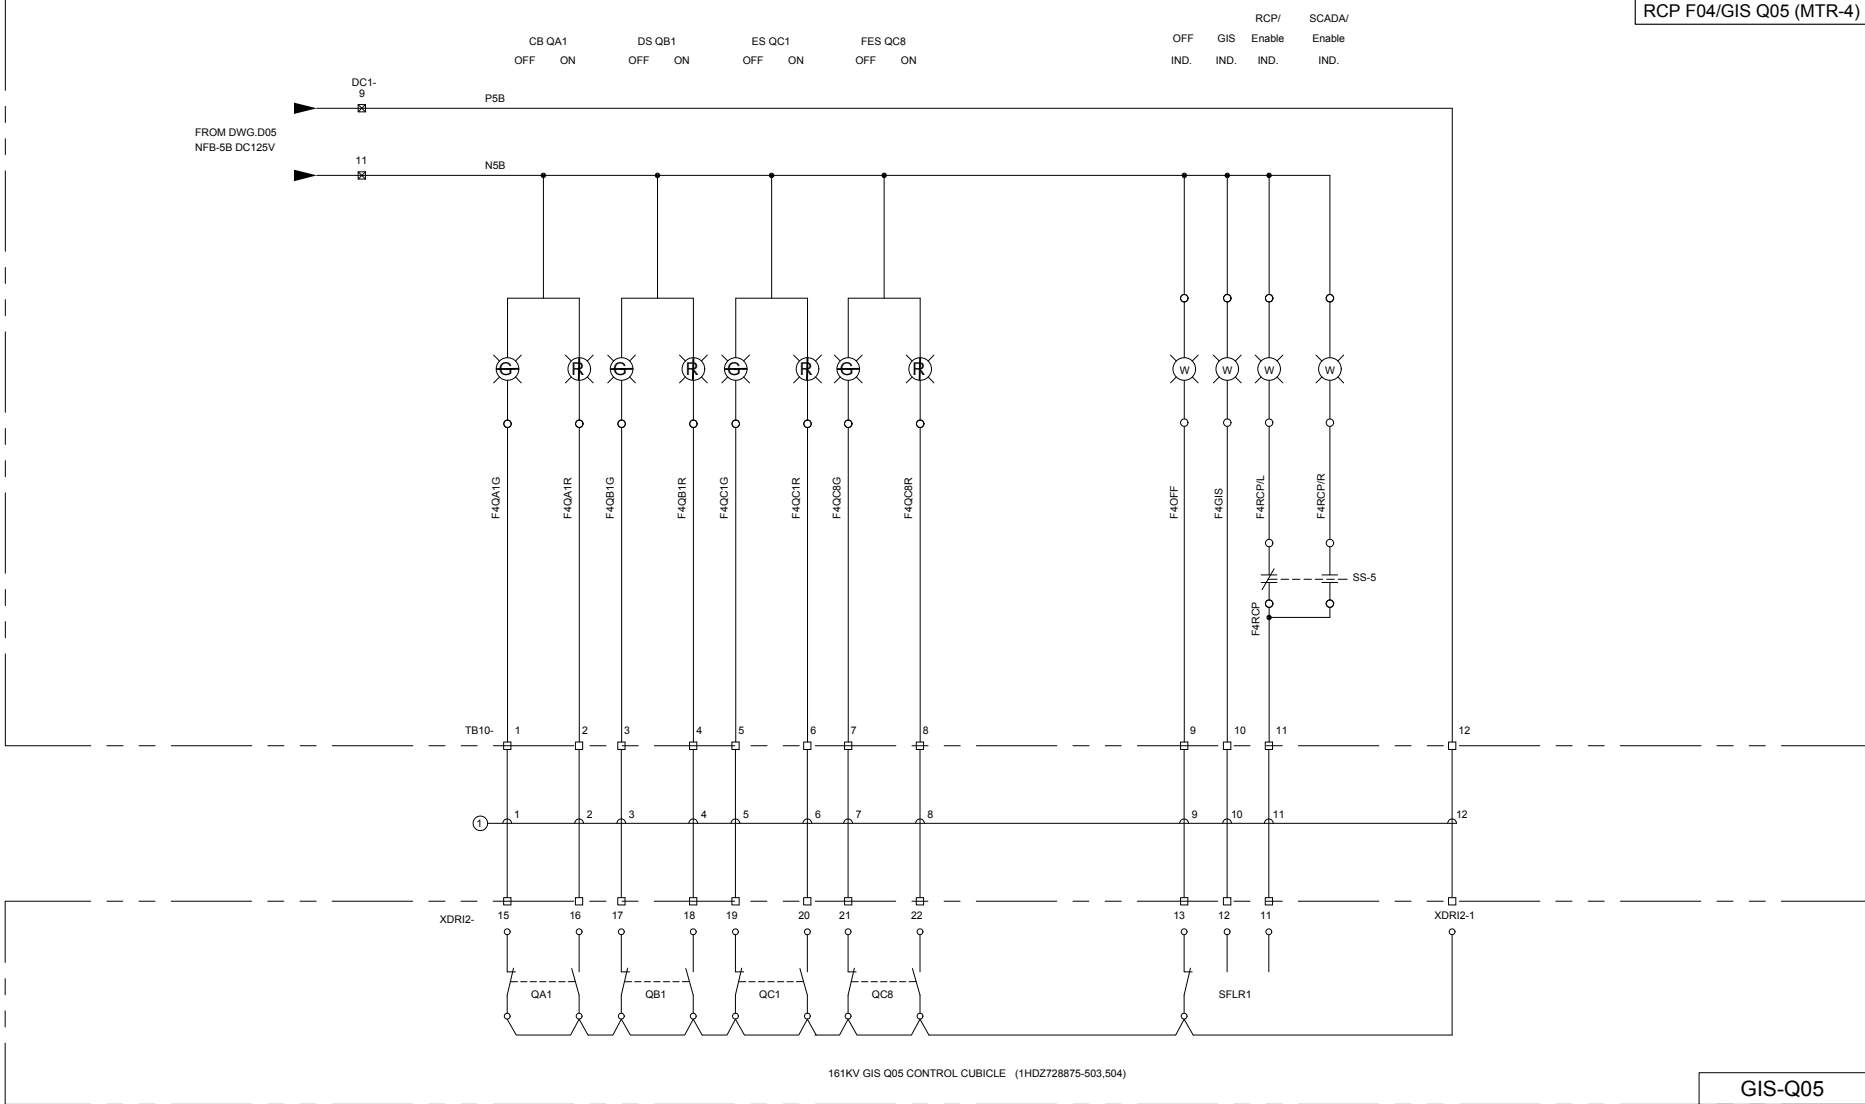 RCP F04/GIS Q05 (MTR-4)
RCP/ SCADA/
CB QA1 DS QB1 ES QC1 FES QC8 OFF GIS Enable Enable
OFF ON OFF ON OFF ON OFF ON IND. IND. IND. IND.
DC1-
9 P5B
FROM DWG.D05
NFB-5B DC125V
11 N5B
G R G R G R G R W W W W
F4QA1G F4QA1R F4QB1G F4QB1R F4QC1G F4QC1R F4QC8G F4QC8R F4OFF F4GIS F4RCP/L F4RCP/R
SS-5
F4RCP
TB10- 1 2 3 4 5 6 7 8 9 10 11 12
1 1 2 3 4 5 6 7 8 9 10 11 12
XDRI2- 15 16 17 18 19 20 21 22 13 12 11 XDRI2-1
QA1 QB1 QC1 QC8 SFLR1
161KV GIS Q05 CONTROL CUBICLE (1HDZ728875-503,504)
GIS-Q05